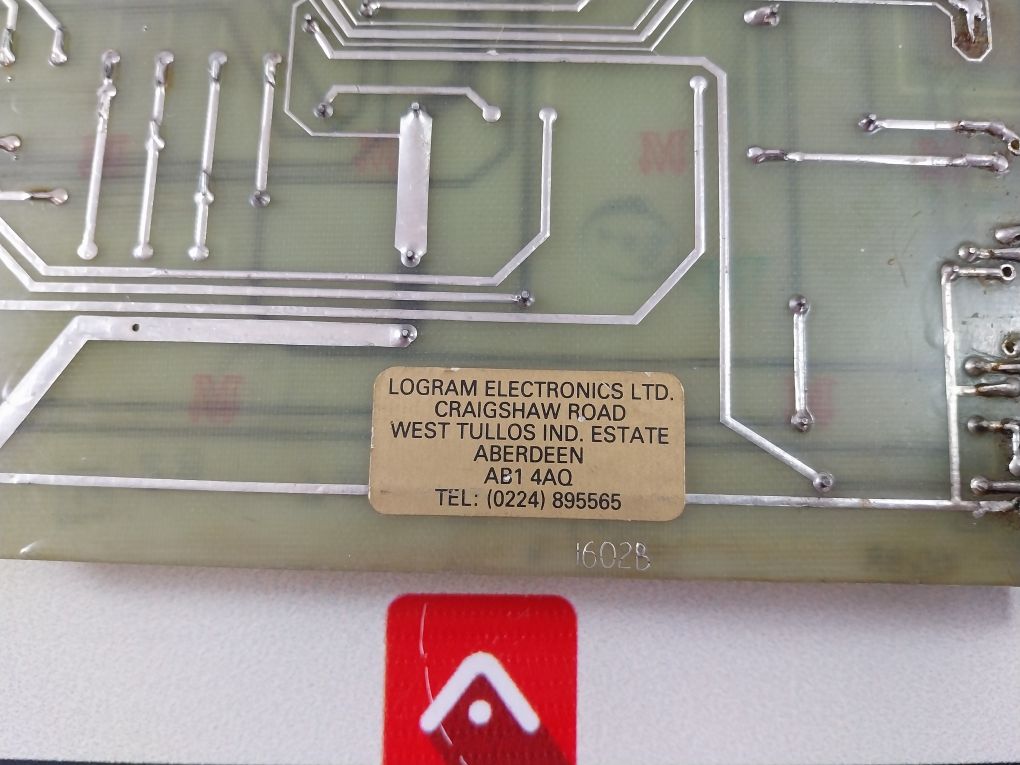 LOGRAM ELECTRONICS LTD.
CRAIGSHAW ROAD
WEST TULLOS IND. ESTATE
ABERDEEN
AB1 4AQ
TEL: (0224) 895565
1602B